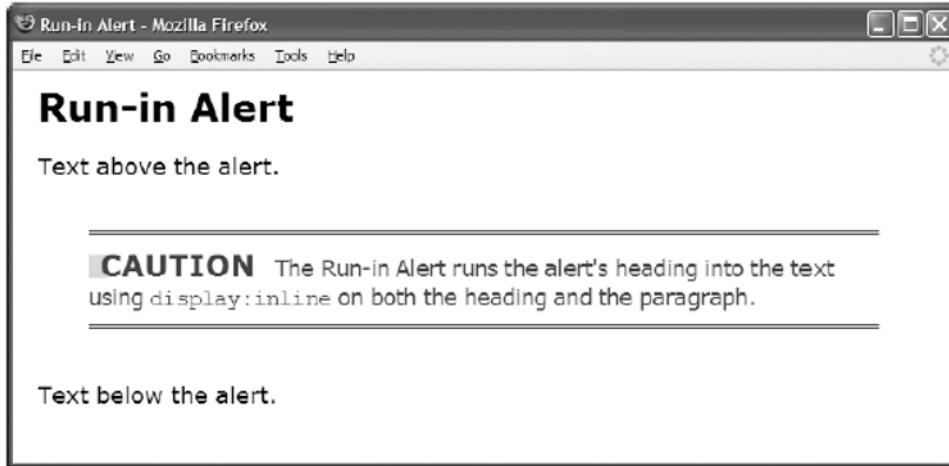 Run-in Alert - Mozilla Firefox
File Edit View Go Bookmarks Tools Help
Run-in Alert
Text above the alert.
CAUTION The Run-in Alert runs the alert's heading into the text
using display:inline on both the heading and the paragraph.
Text below the alert.